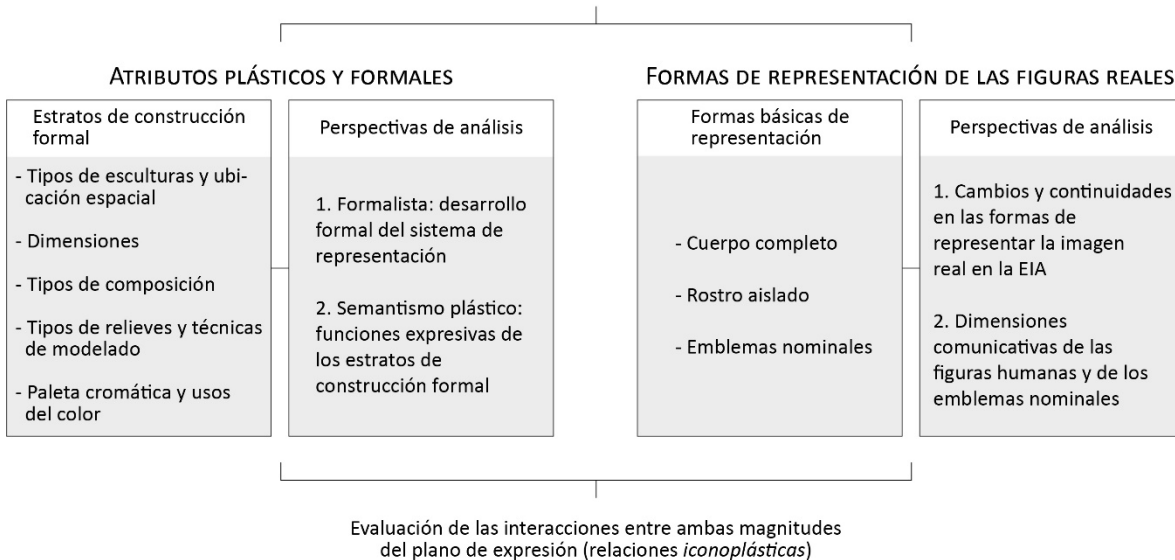 ATRIBUTOS PLÁSTICOS Y FORMALES
Estratos de construcción
formal
- Tipos de esculturas y ubi-
cación espacial
- Dimensiones
- Tipos de composición
- Tipos de relieves y técnicas
de modelado
- Paleta cromática y usos
del color
Perspectivas de análisis
1. Formalista: desarrollo
formal del sistema de
representación
2. Semantismo plástico:
funciones expresivas de
los estratos de
construcción formal
FORMAS DE REPRESENTACIÓN DE LAS FIGURAS REALES
Formas básicas de
representación
- Cuerpo completo
- Rostro aislado
- Emblemas nominales
Perspectivas de análisis
1. Cambios y continuidades
en las formas de
representar la imagen
real en la EIA
2. Dimensiones
comunicativas de las
figuras humanas y de los
emblemas nominales
Evaluación de las interacciones entre ambas magnitudes
del plano de expresión (relaciones iconoplásticas)